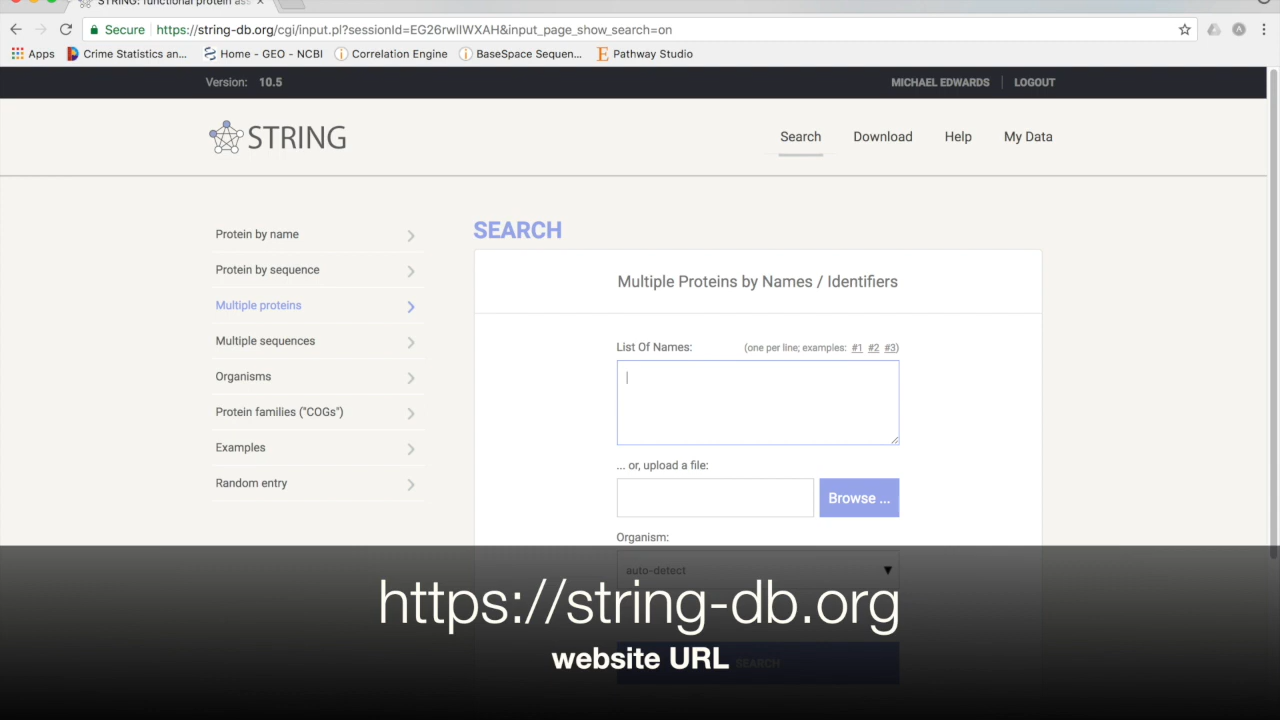 STRING: functional protein ass
Secure https://string-db.org/cgi/input.pl?sessionId=EG26rwIIWXAH&input_page_show_search=on
Apps Crime Statistics an... Home - GEO - NCBI Correlation Engine BaseSpace Sequen... Pathway Studio
Version: 10.5 MICHAEL EDWARDS LOGOUT
STRING Search Download Help My Data
Protein by name
Protein by sequence
Multiple proteins
Multiple sequences
Organisms
Protein families ("COGs")
Examples
Random entry
SEARCH
Multiple Proteins by Names / Identifiers
List Of Names: (one per line; examples: #1 #2 #3)
... or, upload a file:
Browse ...
Organism:
auto-detect
https://string-db.org
website URL
SEARCH